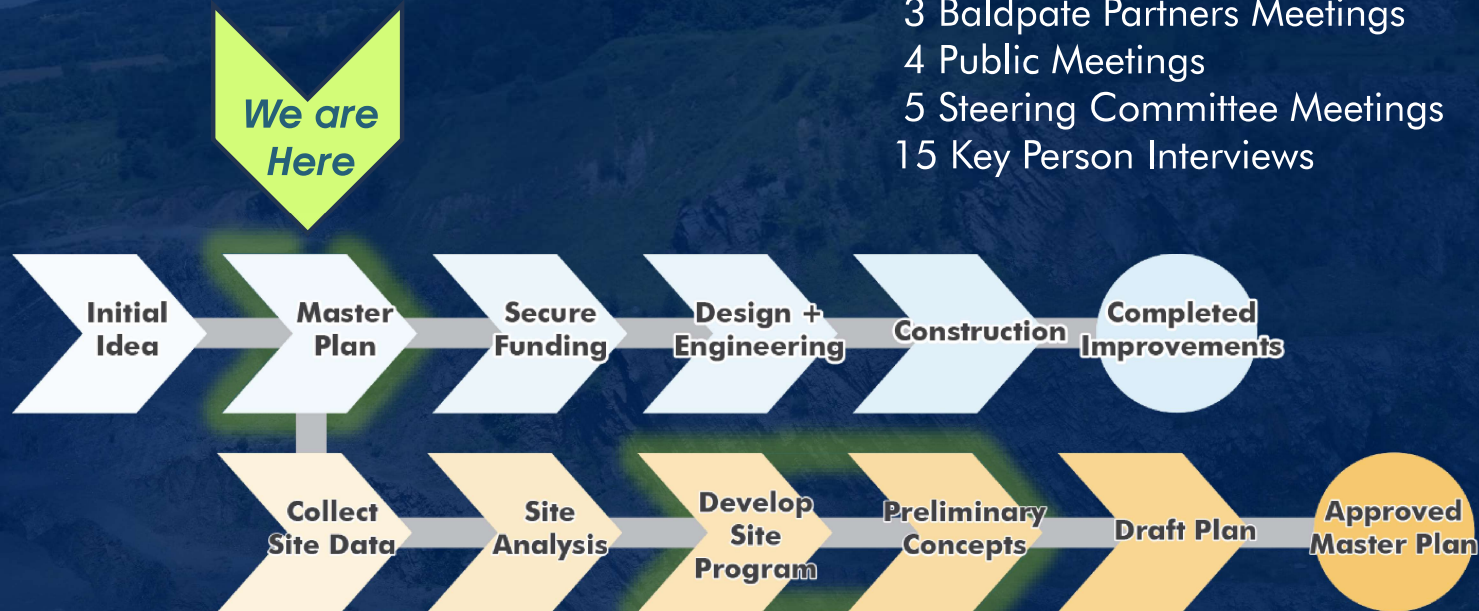 3 Baldpate Partners Meetings
4 Public Meetings
5 Steering Committee Meetings
15 Key Person Interviews
We are
Here
Initial
Idea
Master
Plan
Secure
Funding
Design +
Engineering
Construction
Completed
Improvements
Collect
Site Data
Site
Analysis
Develop
Site
Program
Preliminary
Concepts
Draft Plan
Approved
Master Plan